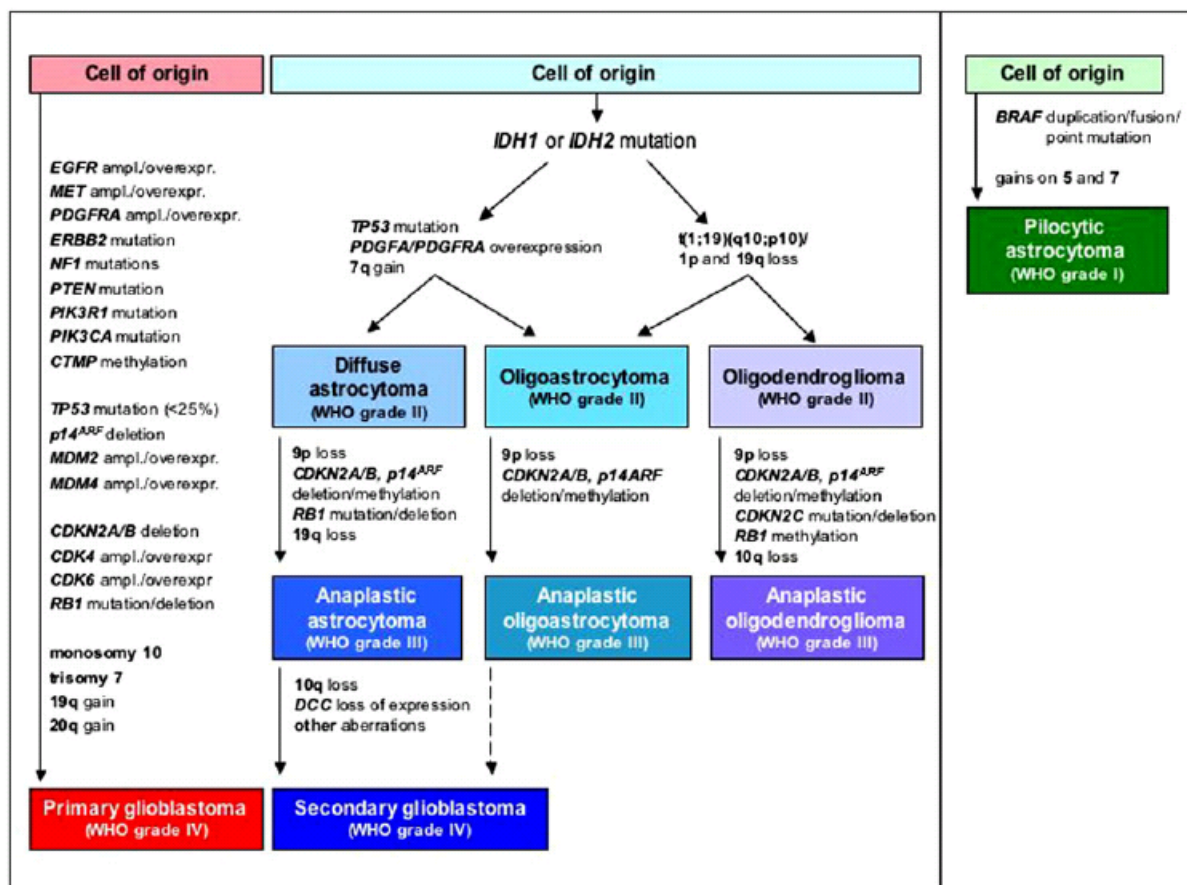 Cell of origin
EGFR ampl./overexpr.
MET ampl./overexpr.
PDGFRA ampl./overexpr.
ERBB2 mutation
NF1 mutations
PTEN mutation
PIK3R1 mutation
PIK3CA mutation
CTMP methylation
TP53 mutation (<25%)
p14ARF deletion
MDM2 ampl./overexpr.
MDM4 ampl./overexpr.
CDKN2A/B deletion
CDK4 ampl./overexpr
CDK6 ampl./overexpr
RB1 mutation/deletion
monosomy 10
trisomy 7
19q gain
20q gain
Primary glioblastoma
(WHO grade IV)
Cell of origin
IDH1 or IDH2 mutation
TP53 mutation
PDGFA/PDGFRA overexpression
7q gain
t(1;19)(q10;p10)/
1p and 19q loss
Diffuse
astrocytoma
(WHO grade II)
Oligoastrocytoma
(WHO grade II)
Oligodendroglioma
(WHO grade II)
9p loss
CDKN2A/B, p14ARF
deletion/methylation
RB1 mutation/deletion
19q loss
9p loss
CDKN2A/B, p14ARF
deletion/methylation
9p loss
CDKN2A/B, p14ARF
deletion/methylation
CDKN2C mutation/deletion
RB1 methylation
10q loss
Anaplastic
astrocytoma
(WHO grade III)
Anaplastic
oligoastrocytoma
(WHO grade III)
Anaplastic
oligodendroglioma
(WHO grade III)
10q loss
DCC loss of expression
other aberrations
Secondary glioblastoma
(WHO grade IV)
Cell of origin
BRAF duplication/fusion/
point mutation
gains on 5 and 7
Pilocytic
astrocytoma
(WHO grade I)